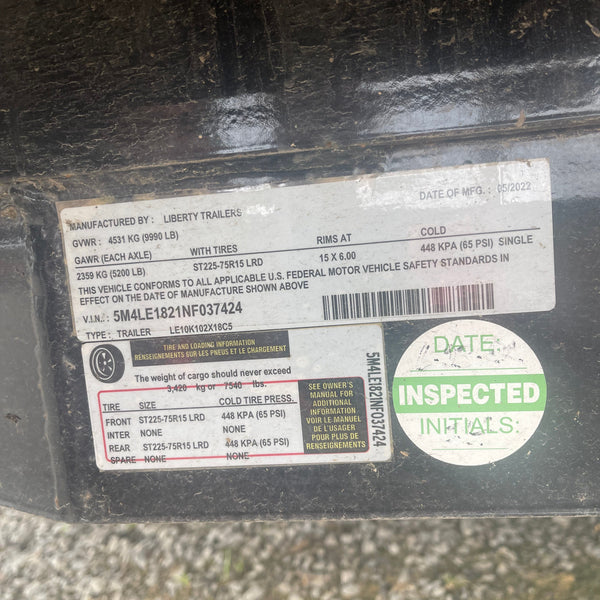 MANUFACTURED BY: LIBERTY TRAILERS DATE OF MFG.: 05/2022
GVWR: 4531 KG (9990 LB)
GAWR (EACH AXLE) WITH TIRES RIMS AT COLD
2359 KG (5200 LB) ST225-75R15 LRD 15 X 6.00 448 KPA (65 PSI) SINGLE
THIS VEHICLE CONFORMS TO ALL APPLICABLE U.S. FEDERAL MOTOR VEHICLE SAFETY STANDARDS IN
EFFECT ON THE DATE OF MANUFACTURE SHOWN ABOVE
V.I.N.: 5M4LE1821NF037424
TYPE: TRAILER LE10K102X18C5
TIRE AND LOADING INFORMATION
RENSEIGNEMENTS SUR LES PNEUS ET LE CHARGEMENT
The weight of cargo should never exceed
3,420 kg or 7540 lbs.
TIRE SIZE COLD TIRE PRESS.
FRONT ST225-75R15 LRD 448 KPA (65 PSI)
INTER NONE NONE
REAR ST225-75R15 LRD 448 KPA (65 PSI)
SPARE NONE NONE
SEE OWNER'S
MANUAL FOR
ADDITIONAL
INFORMATION
VOIR LE MANUEL
DE L'USAGER
POUR PLUS DE
RENSEIGNEMENTS
5M4LE1821NF037424
DATE:
INSPECTED
INITIALS: